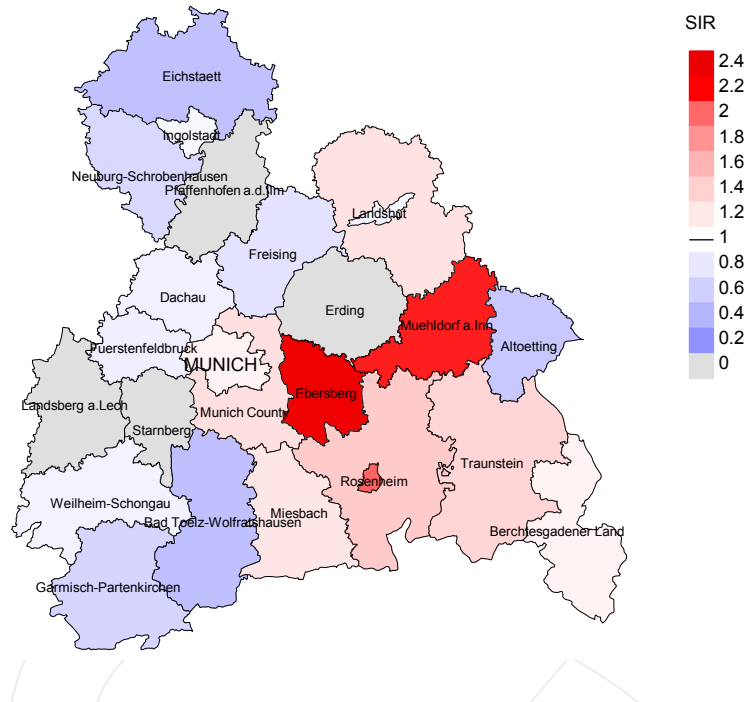 SIR
2.4
2.2
2
1.8
1.6
1.4
1.2
1
0.8
0.6
0.4
0.2
0
Eichstaett
Ingolstadt
Neuburg-Schrobenhausen
Pfaffenhofen a.d.Ilm
Landshut
Freising
Dachau
Erding
Muehldorf a.Inn
Altoetting
Fuerstenfeldbruck
MUNICH
Ebersberg
Landsberg a.Lech
Starnberg
Munich County
Traunstein
Rosenheim
Weilheim-Schongau
Miesbach
Bad Toelz-Wolfratshausen
Berchtesgadener Land
Garmisch-Partenkirchen